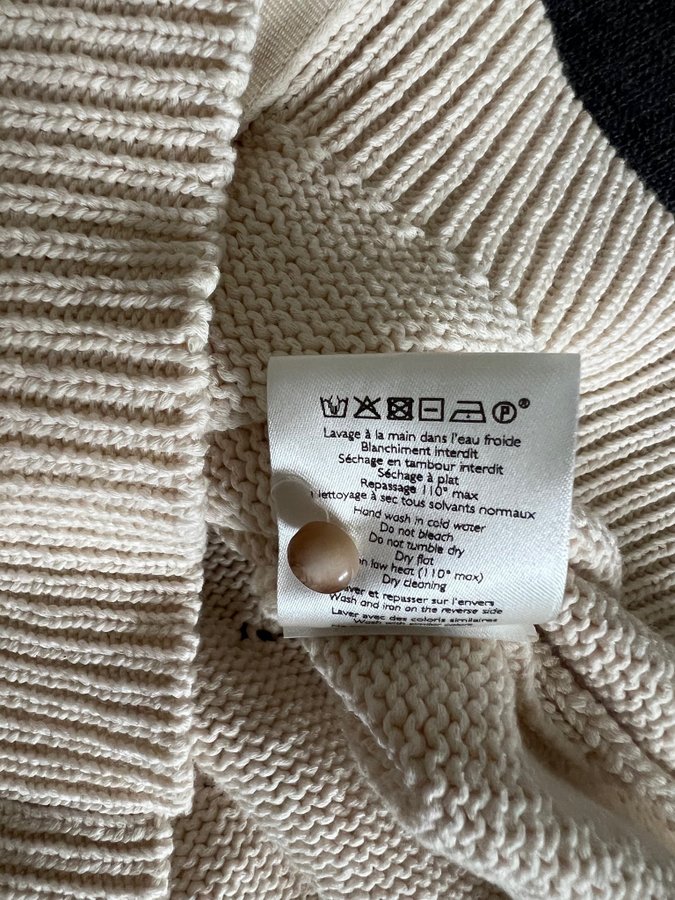 P ®
Lavage à la main dans l'eau froide
Blanchiment interdit
Séchage en tambour interdit
Séchage à plat
Repassage 110° max
Nettoyage à sec tous solvants normaux
Hand wash in cold water
Do not bleach
Do not tumble dry
Dry flat
low heat (110° max)
Dry cleaning
et repasser sur l'envers
Wash and iron on the reverse side
Laver avec des coloris similaires